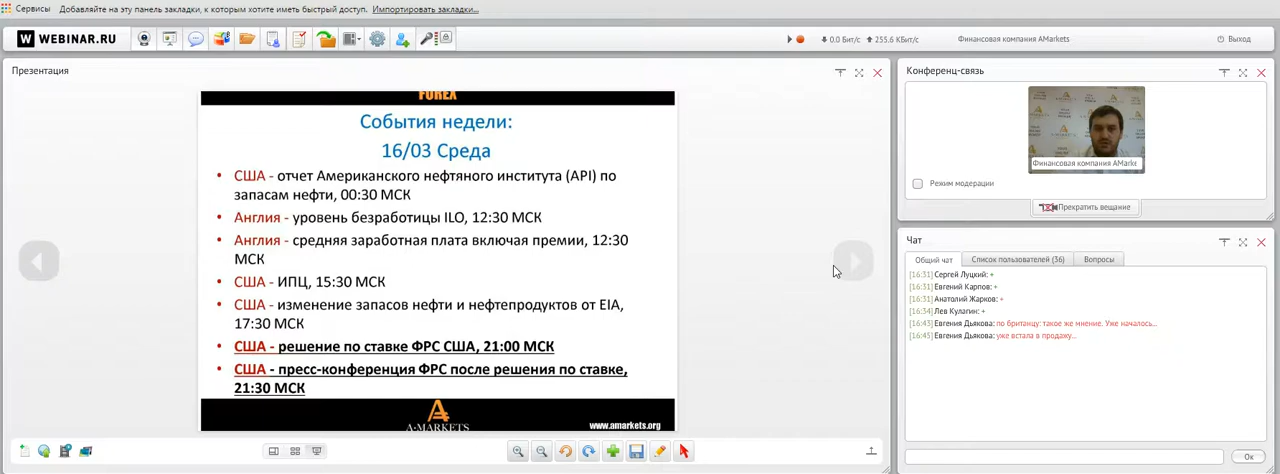 Сервисы Добавляйте на эту панель закладки, к которым хотите иметь быстрый доступ. Импортировать закладки...
W WEBINAR.RU
0.0 Бит/с 255.6 КБит/с Финансовая компания AMarkets Выход
Презентация
FOREX
События недели:
16/03 Среда
• США - отчет Американского нефтяного института (API) по
запасам нефти, 00:30 МСК
• Англия - уровень безработицы ILO, 12:30 МСК
• Англия - средняя заработная плата включая премии, 12:30
МСК
• США - ИПЦ, 15:30 МСК
• США - изменение запасов нефти и нефтепродуктов от EIA,
17:30 МСК
• США - решение по ставке ФРС США, 21:00 МСК
• США - пресс-конференция ФРС после решения по ставке,
21:30 МСК
A-MARKETS
www.amarkets.org
Конференц-связь
Финансовая компания AMarke
Режим модерации
Прекратить вещание
Чат
Общий чат Список пользователей (36) Вопросы
[16:31] Сергей Луцкий: +
[16:31] Евгений Карпов: +
[16:31] Анатолий Жарков: +
[16:34] Лев Кулагин: +
[16:43] Евгения Дьякова: по британцу: такое же мнение. Уже началось...
[16:45] Евгения Дьякова: уже встала в продажу...
Ок